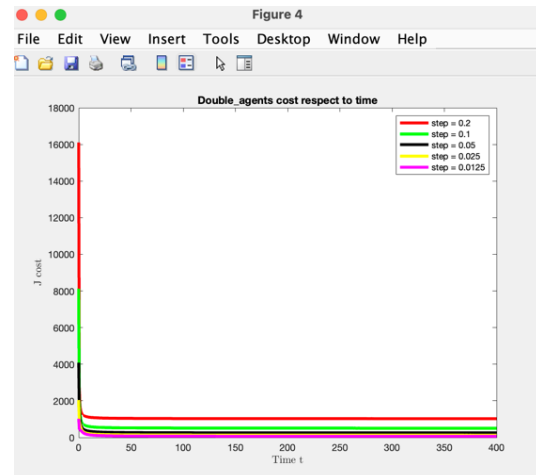 Figure 4
File Edit View Insert Tools Desktop Window Help
Double_agents cost respect to time
18000
16000
14000
12000
10000
8000
6000
4000
2000
0
J cost
step = 0.2
step = 0.1
step = 0.05
step = 0.025
step = 0.0125
0 50 100 150 200 250 300 350 400
Time t